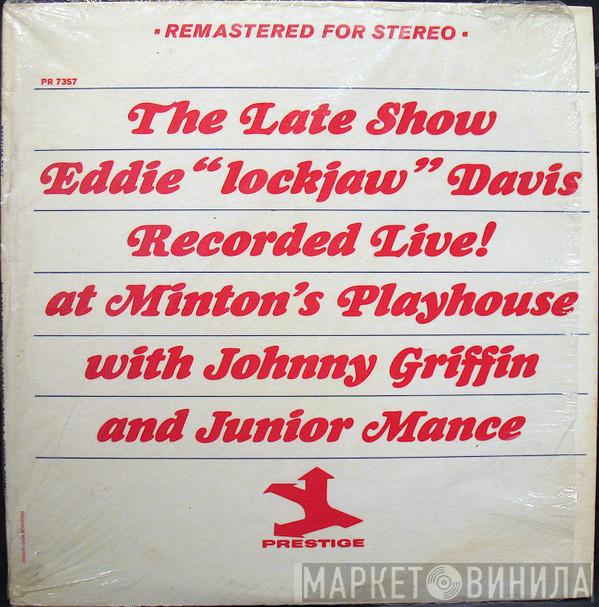 ▪ REMASTERED FOR STEREO ▪
PR 7357
The Late Show
Eddie “lockjaw” Davis
Recorded Live!
at Minton's Playhouse
with Johnny Griffin
and Junior Mance
PRESTIGE
МАРКЕТ ВИНИЛА